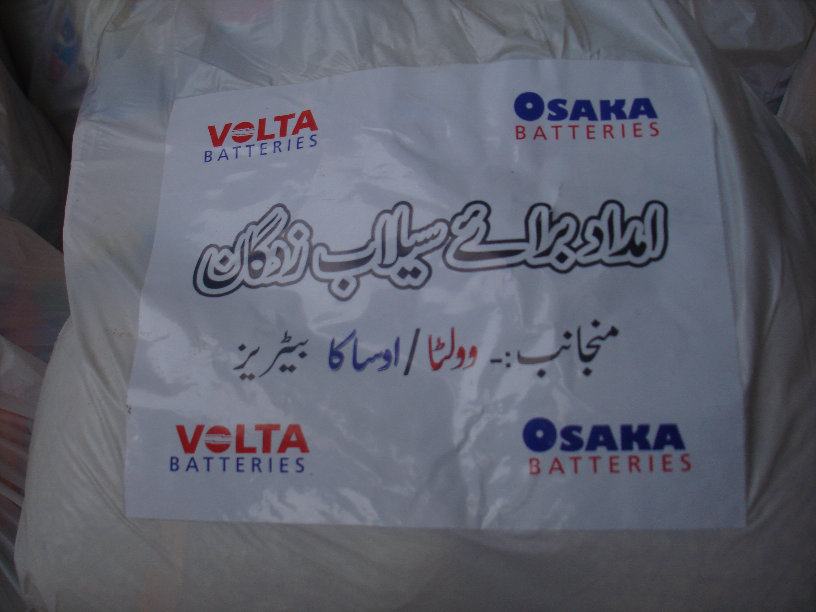 VOLTA BATTERIES
OSAKA BATTERIES
امداد برائے سیلاب زدگان
منجانب :- وولٹا / اوساکا بیٹریز
VOLTA BATTERIES
OSAKA BATTERIES